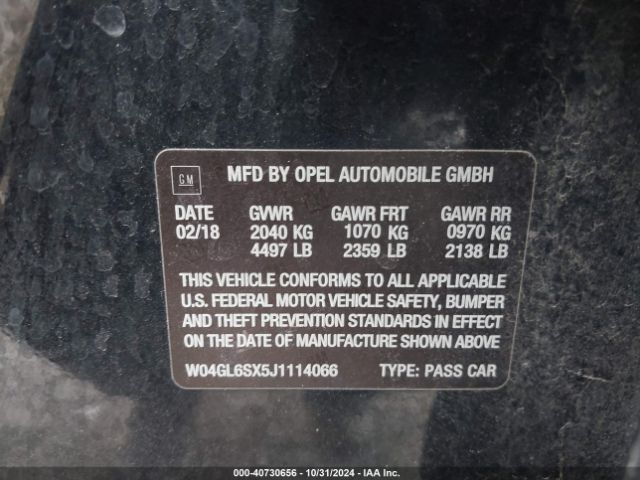 GM MFD BY OPEL AUTOMOBILE GMBH
DATE GVWR GAWR FRT GAWR RR
02/18 2040 KG 1070 KG 0970 KG
4497 LB 2359 LB 2138 LB
THIS VEHICLE CONFORMS TO ALL APPLICABLE
U.S. FEDERAL MOTOR VEHICLE SAFETY, BUMPER
AND THEFT PREVENTION STANDARDS IN EFFECT
ON THE DATE OF MANUFACTURE SHOWN ABOVE
W04GL6SX5J1114066 TYPE: PASS CAR
000-40730656 - 10/31/2024 - IAA Inc.